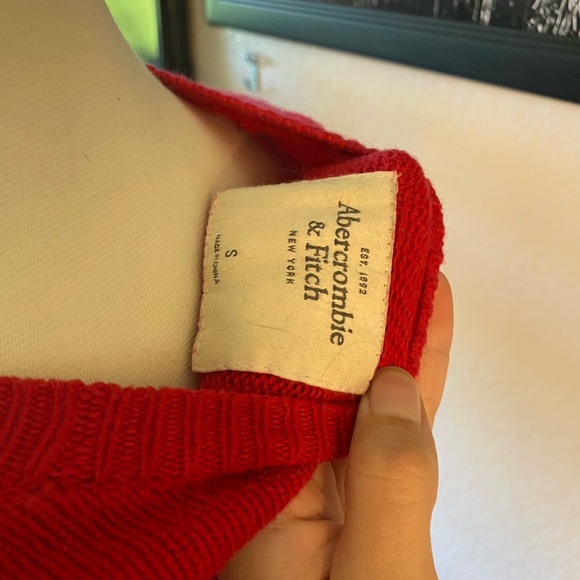 EST. 1892
Abercrombie
& Fitch
NEW YORK
S
MADE IN CHINA